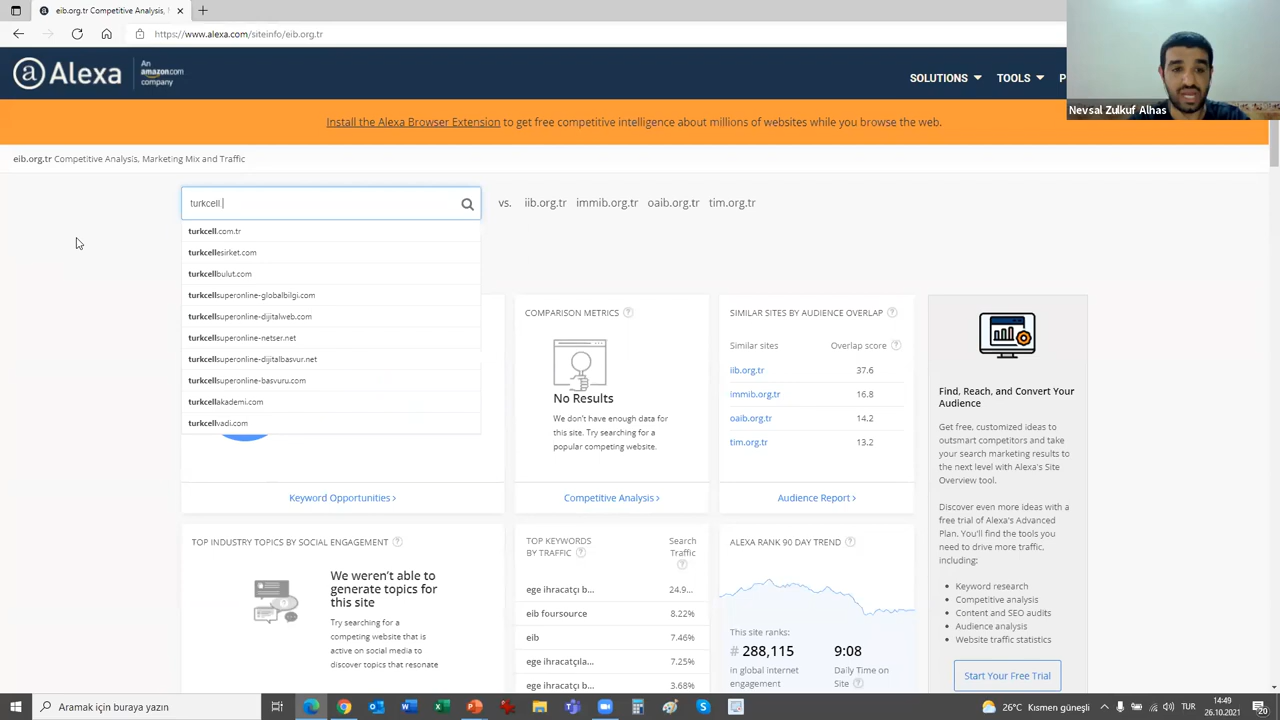 eib.org.tr Competitive Analysis, M
https://www.alexa.com/siteinfo/eib.org.tr
Alexa
An
amazon.com
company
SOLUTIONS
TOOLS
P
Nevsal Zulkuf Alhas
Install the Alexa Browser Extension to get free competitive intelligence about millions of websites while you browse the web.
eib.org.tr Competitive Analysis, Marketing Mix and Traffic
turkcell
vs. iib.org.tr immib.org.tr oaib.org.tr tim.org.tr
turkcell.com.tr
turkcellesirket.com
turkcellbulut.com
turkcellsuperonline-globalbilgi.com
turkcellsuperonline-dijitalweb.com
turkcellsuperonline-netser.net
turkcellsuperonline-dijitalbasvur.net
turkcellsuperonline-basvuru.com
turkcellakademi.com
turkcellvadi.com
Keyword Opportunities >
COMPARISON METRICS ?
No Results
We don't have enough data for
this site. Try searching for a
popular competing website.
Competitive Analysis >
SIMILAR SITES BY AUDIENCE OVERLAP ?
Similar sites Overlap score ?
iib.org.tr 37.6
immib.org.tr 16.8
oaib.org.tr 14.2
tim.org.tr 13.2
Audience Report >
Find, Reach, and Convert Your
Audience
Get free, customized ideas to
outsmart competitors and take
your search marketing results to
the next level with Alexa's Site
Overview tool.
Discover even more ideas with a
free trial of Alexa's Advanced
Plan. You'll find the tools you
need to drive more traffic,
including:
Keyword research
Competitive analysis
Content and SEO audits
Audience analysis
Website traffic statistics
Start Your Free Trial
TOP INDUSTRY TOPICS BY SOCIAL ENGAGEMENT ?
We weren't able to
generate topics for
this site
Try searching for a
competing website that is
active on social media to
discover topics that resonate
TOP KEYWORDS
BY TRAFFIC ?
Search
Traffic
?
ege ihracatçı b... 24.9...
eib foursource 8.22%
eib 7.46%
ege ihracatçıla... 7.25%
ege ihracatçı b... 3.68%
ALEXA RANK 90 DAY TREND ?
This site ranks:
# 288,115
In global internet
engagement
9:08
Daily Time on
Site ?
Aramak için buraya yazın
26°C Kısmen güneşli
TUR
14:49
26.10.2021
20